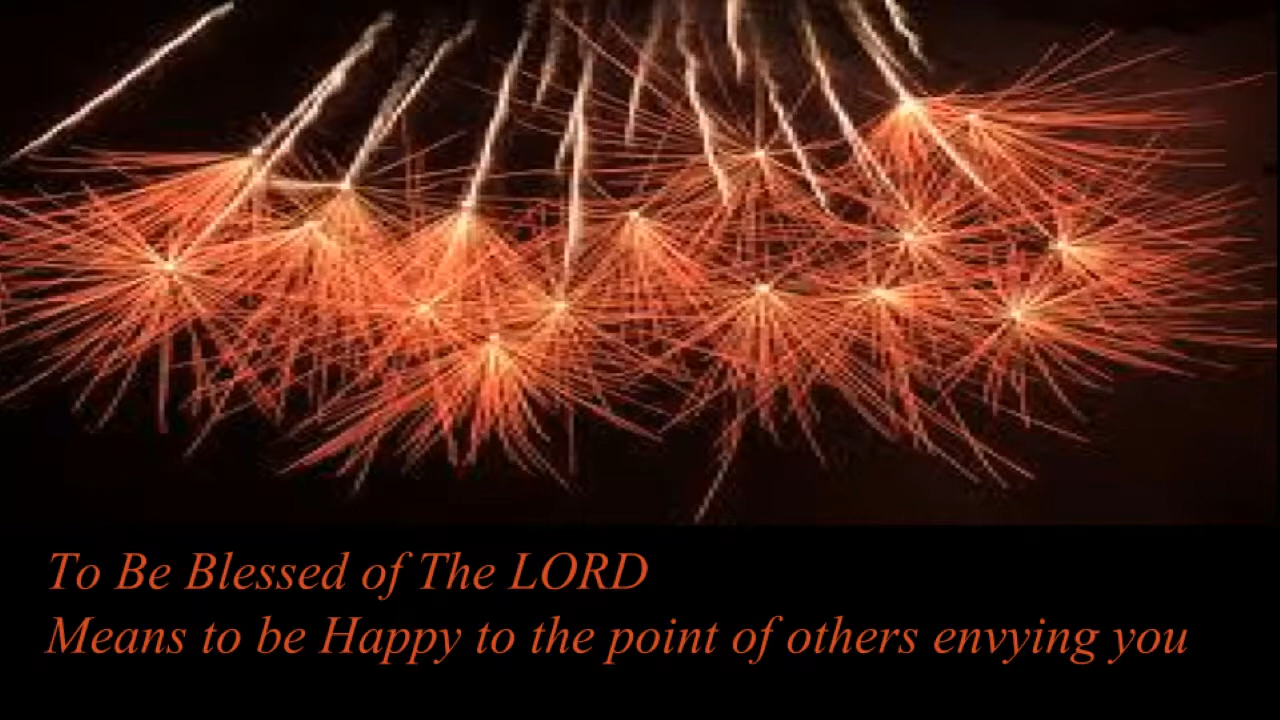 To Be Blessed of The LORD
Means to be Happy to the point of others envying you